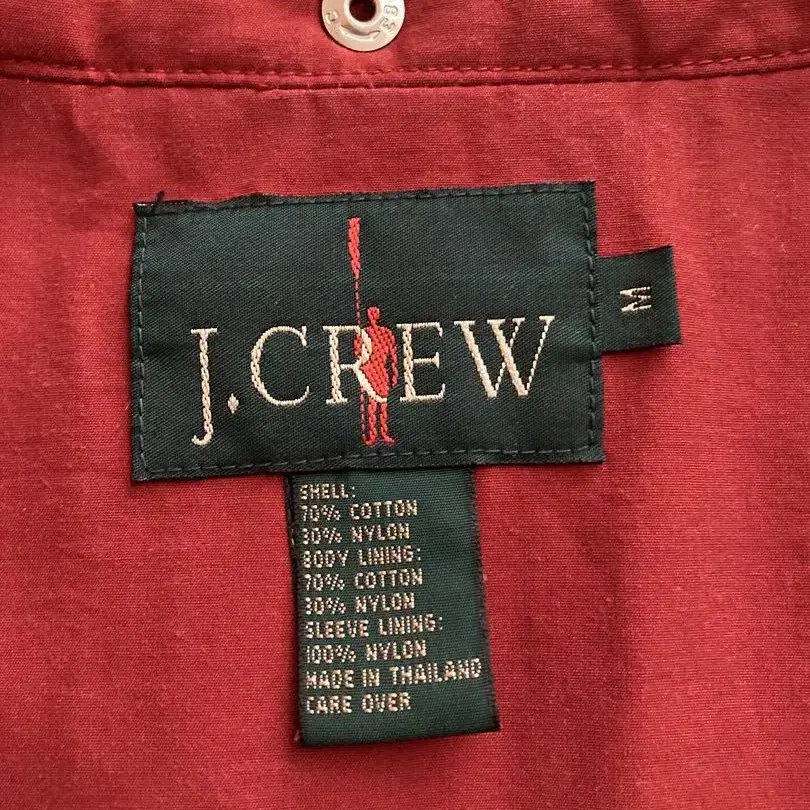 J.CREW
M
SHELL:
70% COTTON
30% NYLON
BODY LINING:
70% COTTON
30% NYLON
SLEEVE LINING:
100% NYLON
MADE IN THAILAND
CARE OVER